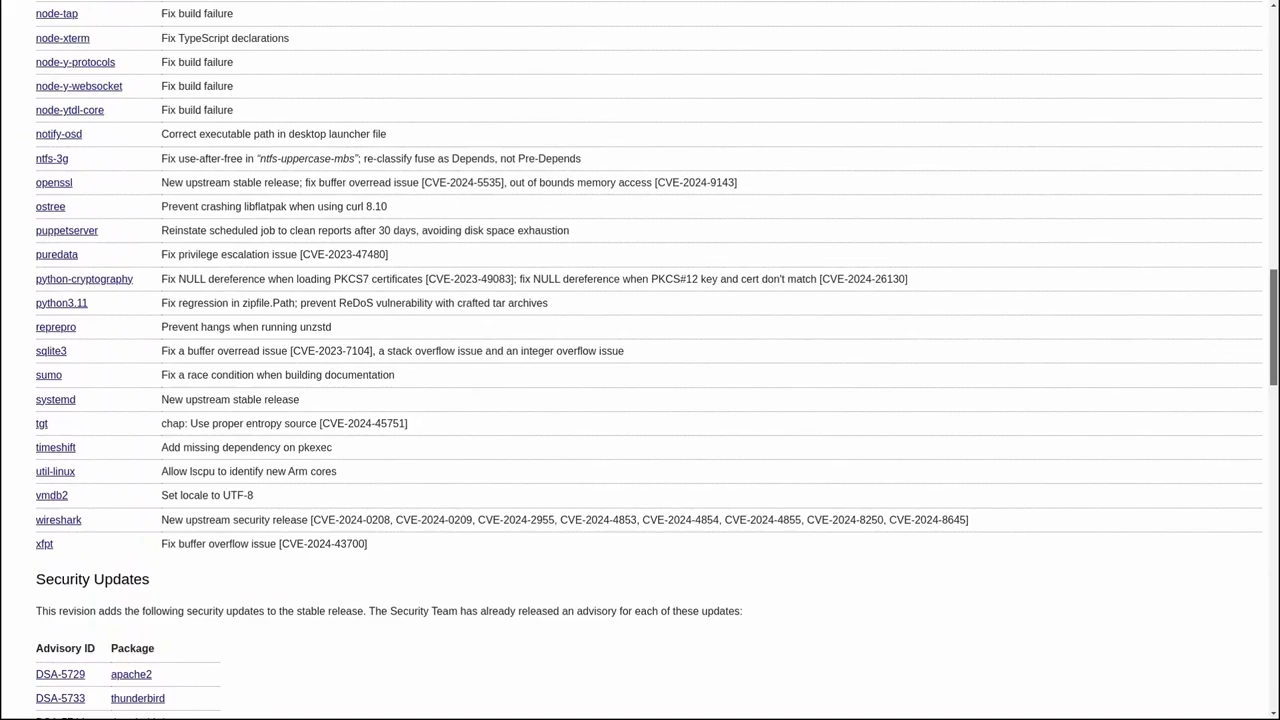 node-tap Fix build failure
node-xterm Fix TypeScript declarations
node-y-protocols Fix build failure
node-y-websocket Fix build failure
node-ytdl-core Fix build failure
notify-osd Correct executable path in desktop launcher file
ntfs-3g Fix use-after-free in “ntfs-uppercase-mbs”; re-classify fuse as Depends, not Pre-Depends
openssl New upstream stable release; fix buffer overread issue [CVE-2024-5535], out of bounds memory access [CVE-2024-9143]
ostree Prevent crashing libflatpak when using curl 8.10
puppetserver Reinstate scheduled job to clean reports after 30 days, avoiding disk space exhaustion
puredata Fix privilege escalation issue [CVE-2023-47480]
python-cryptography Fix NULL dereference when loading PKCS7 certificates [CVE-2023-49083]; fix NULL dereference when PKCS#12 key and cert don't match [CVE-2024-26130]
python3.11 Fix regression in zipfile.Path; prevent ReDoS vulnerability with crafted tar archives
reprepro Prevent hangs when running unzstd
sqlite3 Fix a buffer overread issue [CVE-2023-7104], a stack overflow issue and an integer overflow issue
sumo Fix a race condition when building documentation
systemd New upstream stable release
tgt chap: Use proper entropy source [CVE-2024-45751]
timeshift Add missing dependency on pkexec
util-linux Allow lscpu to identify new Arm cores
vmdb2 Set locale to UTF-8
wireshark New upstream security release [CVE-2024-0208, CVE-2024-0209, CVE-2024-2955, CVE-2024-4853, CVE-2024-4854, CVE-2024-4855, CVE-2024-8250, CVE-2024-8645]
xfpt Fix buffer overflow issue [CVE-2024-43700]
Security Updates
This revision adds the following security updates to the stable release. The Security Team has already released an advisory for each of these updates:
Advisory ID Package
DSA-5729 apache2
DSA-5733 thunderbird